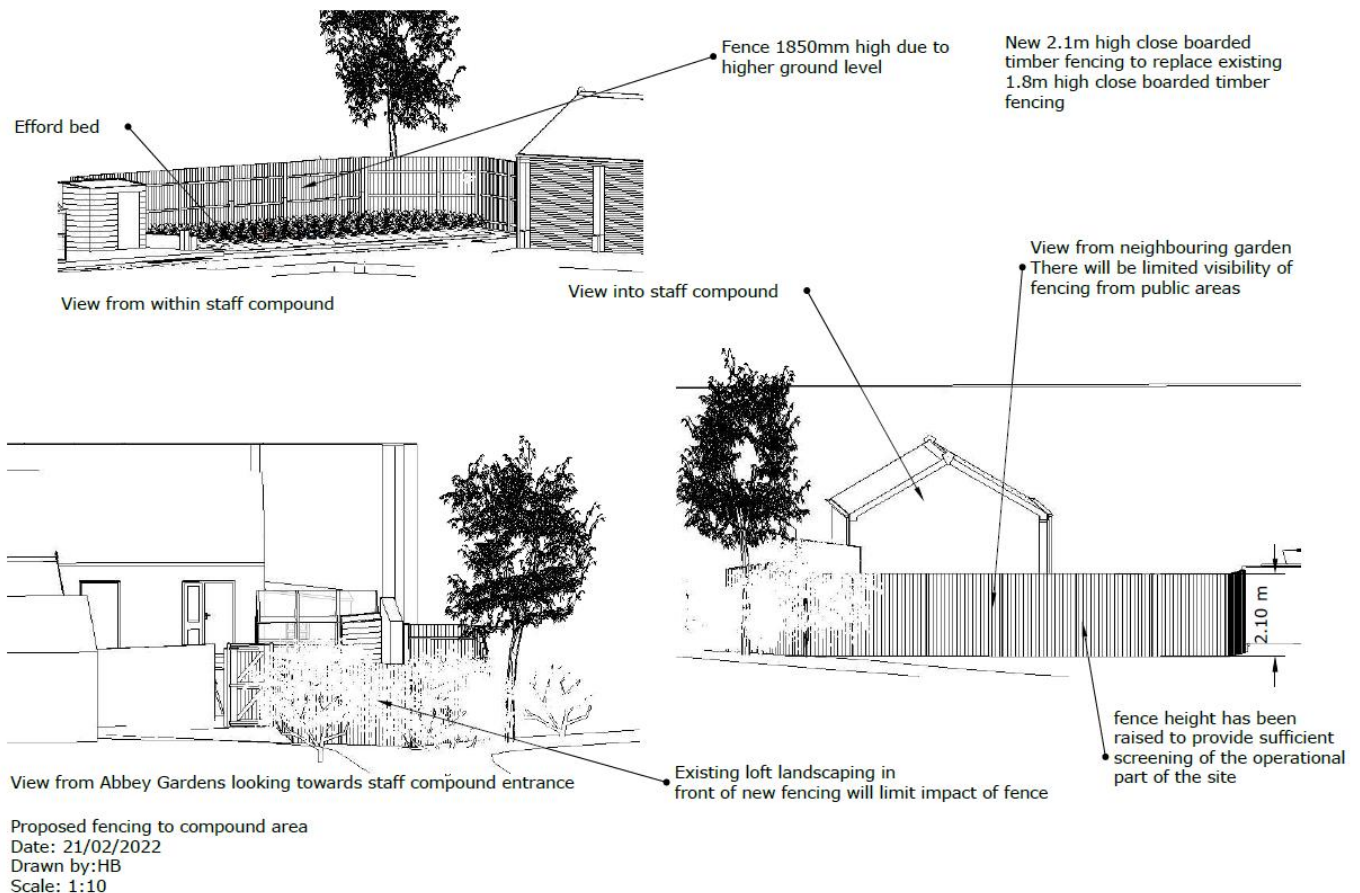 Fence 1850mm high due to
higher ground level
New 2.1m high close boarded
timber fencing to replace existing
1.8m high close boarded timber
fencing
Efford bed
View from within staff compound
View into staff compound
View from neighbouring garden
There will be limited visibility of
fencing from public areas
2.10 m
fence height has been
raised to provide sufficient
screening of the operational
part of the site
View from Abbey Gardens looking towards staff compound entrance
Existing loft landscaping in
front of new fencing will limit impact of fence
Proposed fencing to compound area
Date: 21/02/2022
Drawn by:HB
Scale: 1:10